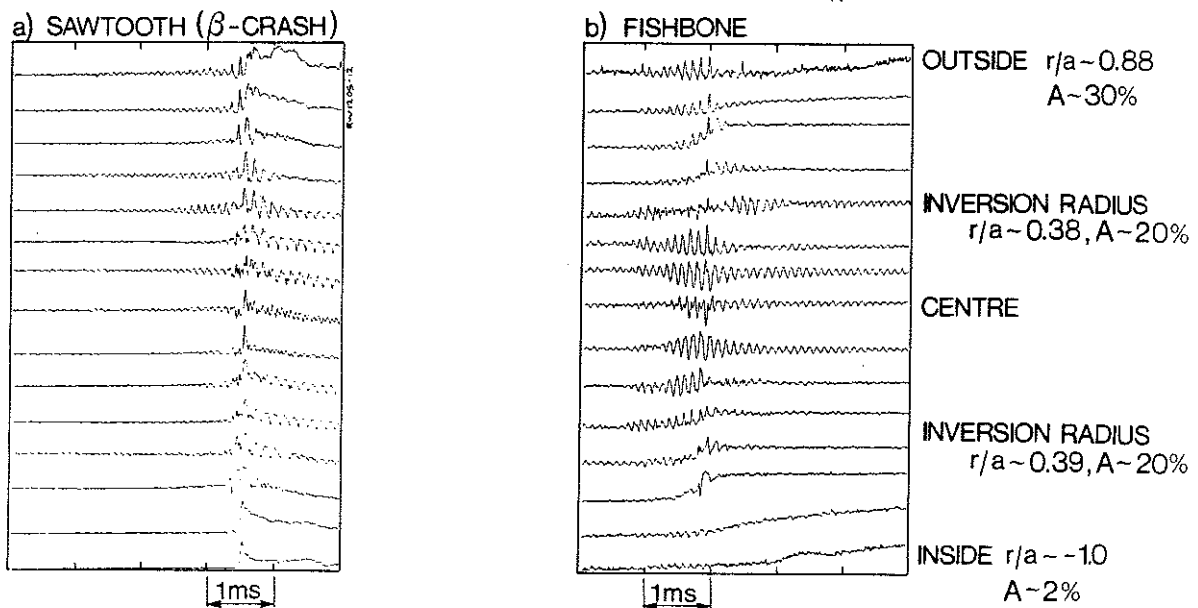 a) SAWTOOTH (β-CRASH)
b) FISHBONE
OUTSIDE r/a ~ 0.88
A ~ 30%
INVERSION RADIUS
r/a ~ 0.38, A ~ 20%
CENTRE
INVERSION RADIUS
r/a ~ 0.39, A ~ 20%
INSIDE r/a ~ -1.0
A ~ 2%
1ms
1ms